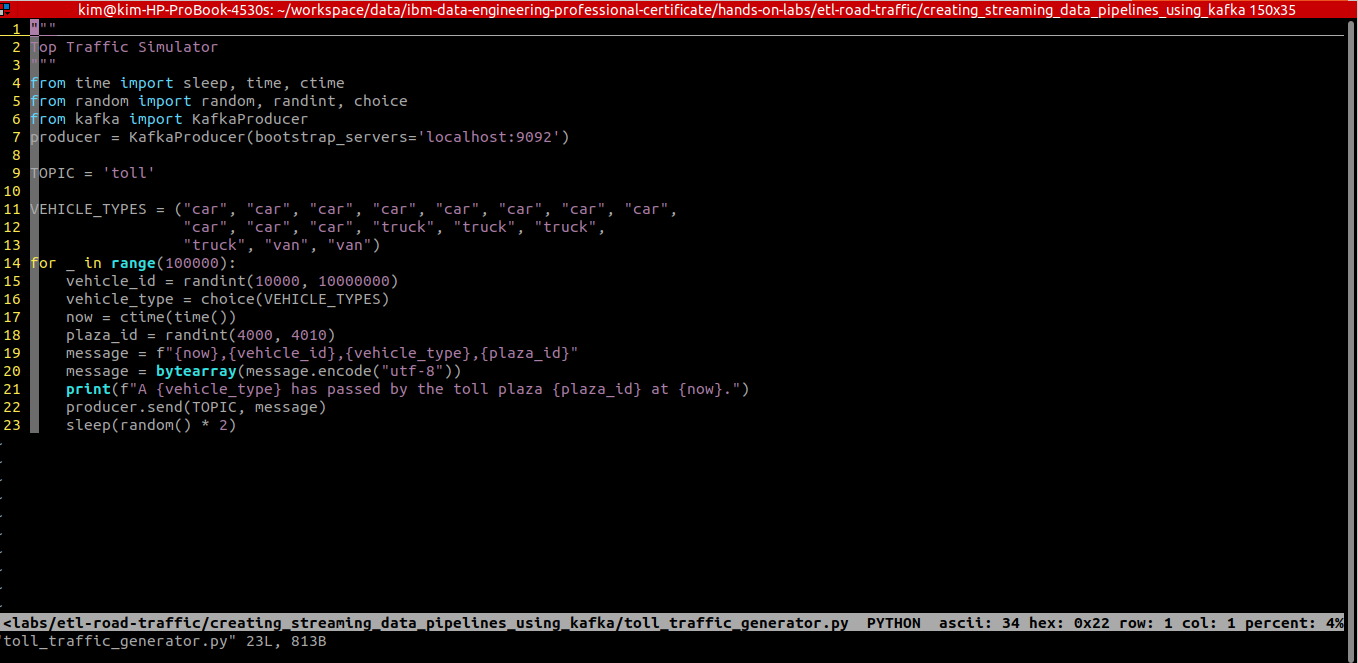 kim@kim-HP-ProBook-4530s: ~/workspace/data/ibm-data-engineering-professional-certificate/hands-on-labs/etl-road-traffic/creating_streaming_data_pipelines_using_kafka 150x35
1 """
2 Top Traffic Simulator
3 """
4 from time import sleep, time, ctime
5 from random import random, randint, choice
6 from kafka import KafkaProducer
7 producer = KafkaProducer(bootstrap_servers='localhost:9092')
8
9 TOPIC = 'toll'
10
11 VEHICLE_TYPES = ("car", "car", "car", "car", "car", "car", "car", "car",
12                  "car", "car", "car", "truck", "truck", "truck",
13                  "truck", "van", "van")
14 for _ in range(100000):
15     vehicle_id = randint(10000, 10000000)
16     vehicle_type = choice(VEHICLE_TYPES)
17     now = ctime(time())
18     plaza_id = randint(4000, 4010)
19     message = f"{now},{vehicle_id},{vehicle_type},{plaza_id}"
20     message = bytearray(message.encode("utf-8"))
21     print(f"A {vehicle_type} has passed by the toll plaza {plaza_id} at {now}.")
22     producer.send(TOPIC, message)
23     sleep(random() * 2)
~
~
~
~
~
~
~
~
~
~
<labs/etl-road-traffic/creating_streaming_data_pipelines_using_kafka/toll_traffic_generator.py  PYTHON  ascii: 34 hex: 0x22 row: 1 col: 1 percent: 4%
"toll_traffic_generator.py" 23L, 813B